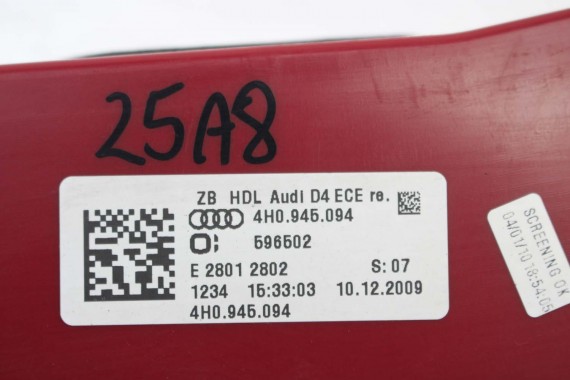 25A8
ZB HDL Audi D4 ECE re.
4H0.945.094
596502
E 2801 2802 S: 07
1234 15:33:03 10.12.2009
4H0.945.094
SCREENING OK
04/01/10 18:54:05